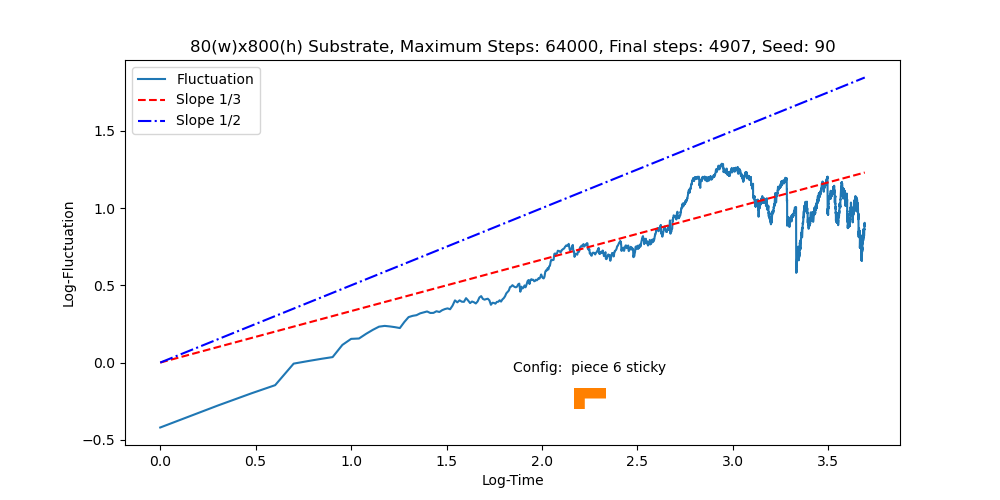 80(w)x800(h) Substrate, Maximum Steps: 64000, Final steps: 4907, Seed: 90
Fluctuation
Slope 1/3
Slope 1/2
1.5
1.0
0.5
0.0
−0.5
Log-Fluctuation
Config:  piece 6 sticky
0.0 0.5 1.0 1.5 2.0 2.5 3.0 3.5
Log-Time